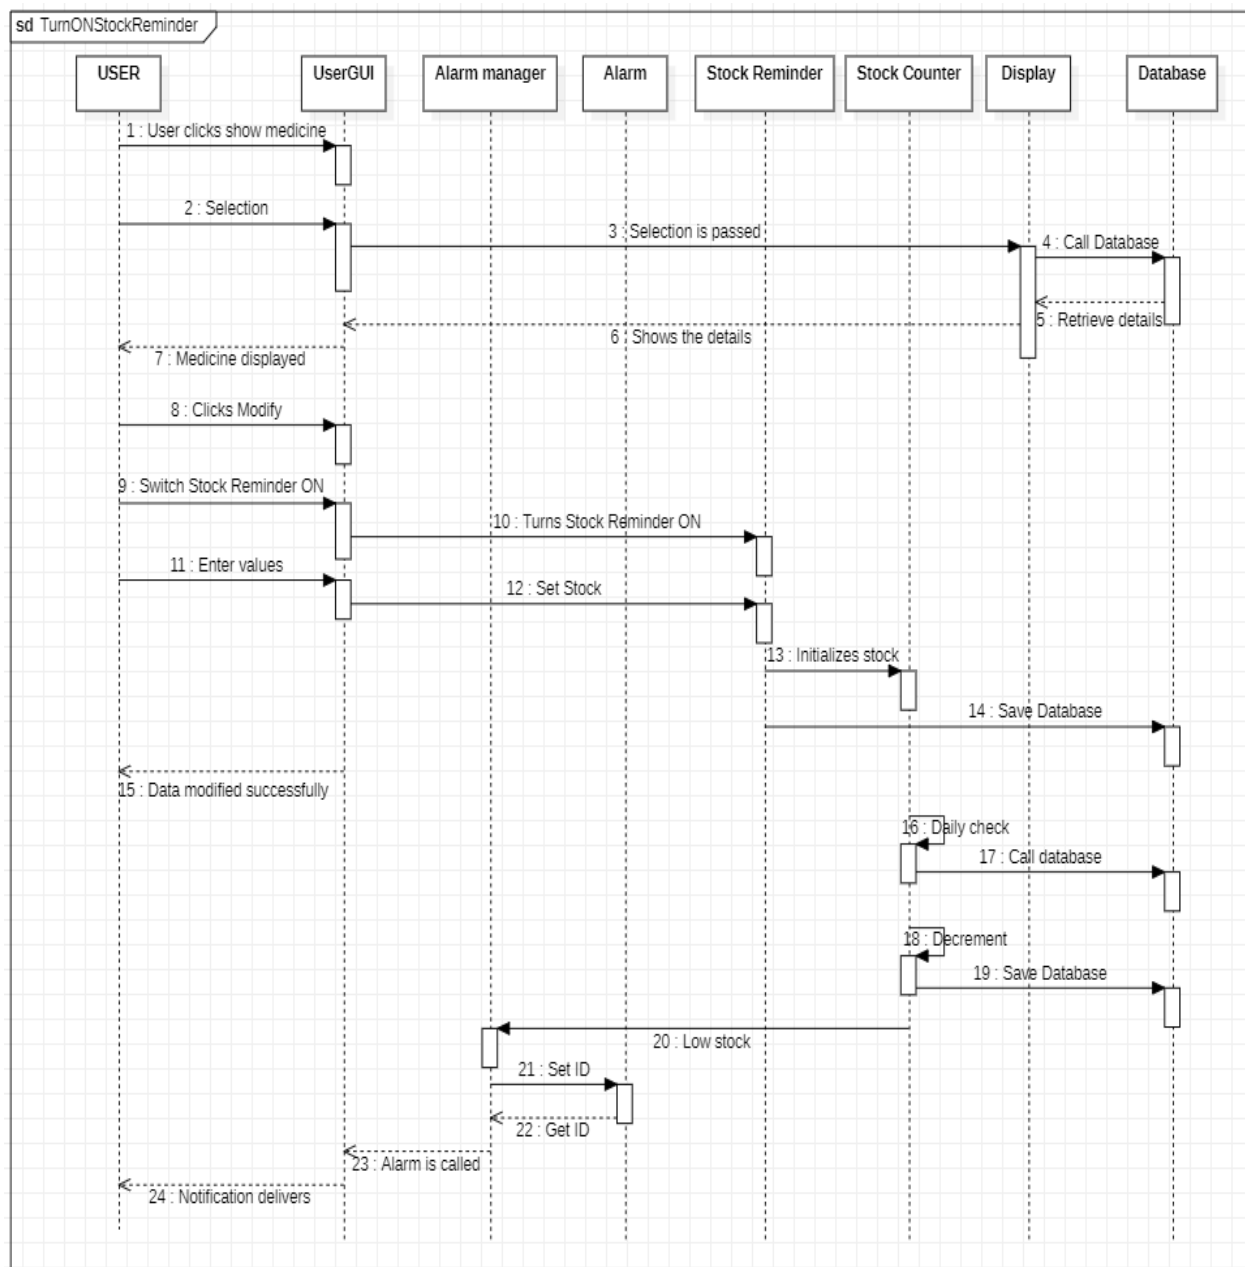 sd TurnONStockReminder
USER
UserGUI
Alarm manager
Alarm
Stock Reminder
Stock Counter
Display
Database
1 : User clicks show medicine
2 : Selection
3 : Selection is passed
4 : Call Database
5 : Retrieve details
6 : Shows the details
7 : Medicine displayed
8 : Clicks Modify
9 : Switch Stock Reminder ON
10 : Turns Stock Reminder ON
11 : Enter values
12 : Set Stock
13 : Initializes stock
14 : Save Database
15 : Data modified successfully
16 : Daily check
17 : Call database
18 : Decrement
19 : Save Database
20 : Low stock
21 : Set ID
22 : Get ID
23 : Alarm is called
24 : Notification delivers